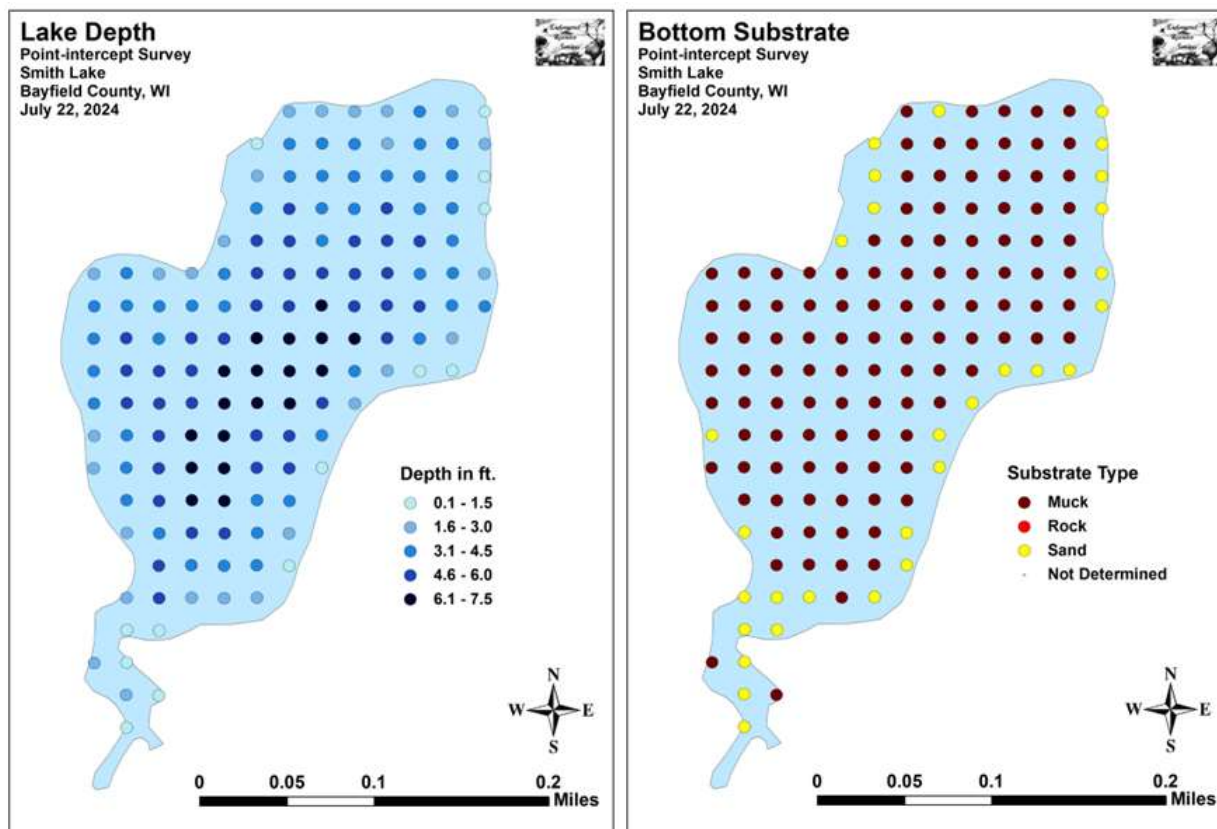 Lake Depth
Point-intercept Survey
Smith Lake
Bayfield County, WI
July 22, 2024
Depth in ft.
0.1 - 1.5
1.6 - 3.0
3.1 - 4.5
4.6 - 6.0
6.1 - 7.5
N
W E
S
0 0.05 0.1 0.2
Miles
Bottom Substrate
Point-intercept Survey
Smith Lake
Bayfield County, WI
July 22, 2024
Substrate Type
Muck
Rock
Sand
Not Determined
N
W E
S
0 0.05 0.1 0.2
Miles